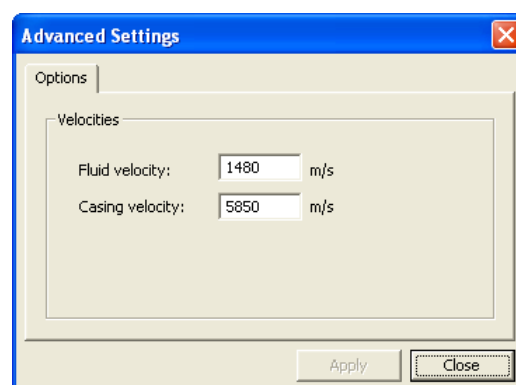 Advanced Settings
Options
Velocities
Fluid velocity: 1480 m/s
Casing velocity: 5850 m/s
Apply Close